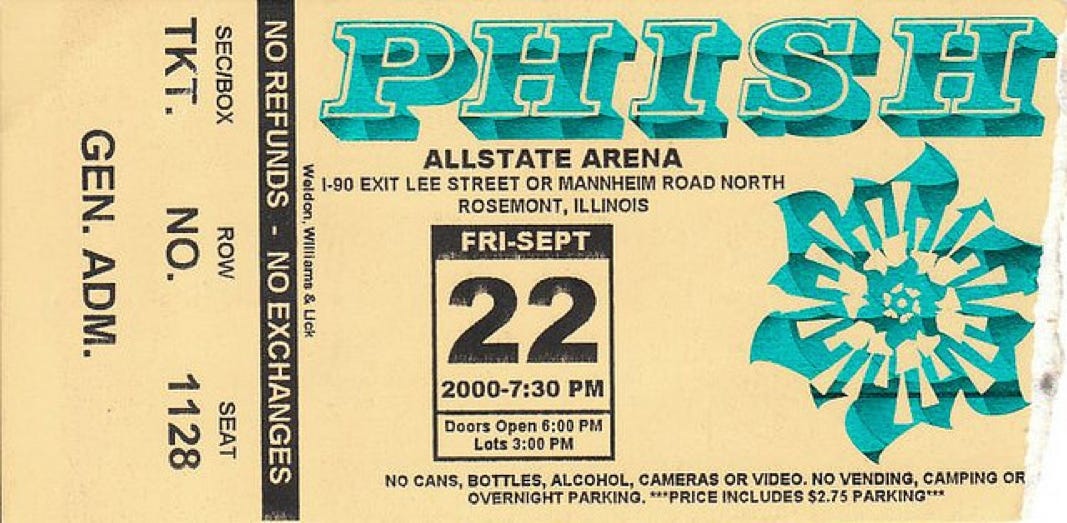 PHISH
ALLSTATE ARENA
I-90 EXIT LEE STREET OR MANNHEIM ROAD NORTH
ROSEMONT, ILLINOIS
FRI-SEPT
22
2000-7:30 PM
Doors Open 6:00 PM
Lots 3:00 PM
NO CANS, BOTTLES, ALCOHOL, CAMERAS OR VIDEO. NO VENDING, CAMPING OR
OVERNIGHT PARKING. ***PRICE INCLUDES $2.75 PARKING***
Weldon, Williams & Lick
NO REFUNDS - NO EXCHANGES
SEC/BOX ROW SEAT
TKT. NO. 1128
GEN. ADM.